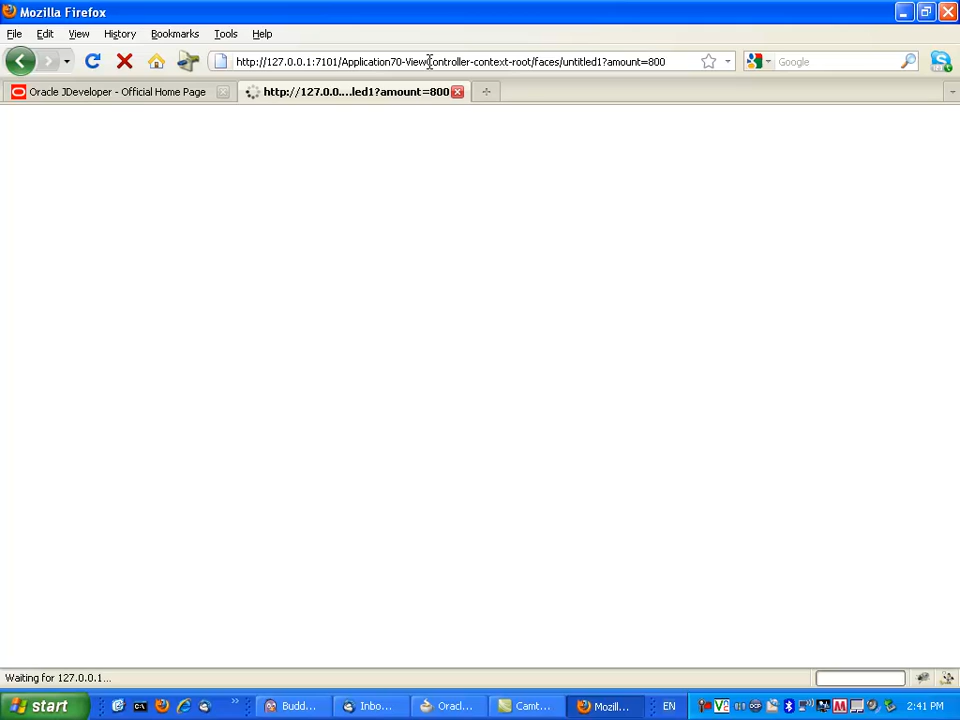 Mozilla Firefox
File Edit View History Bookmarks Tools Help
http://127.0.0.1:7101/Application70-ViewController-context-root/faces/untitled1?amount=800 Google
Oracle JDeveloper - Official Home Page http://127.0.0....led1?amount=800
Waiting for 127.0.0.1...
start Budd... Inbo... Oracl... Camt... Mozill... EN 2:41 PM